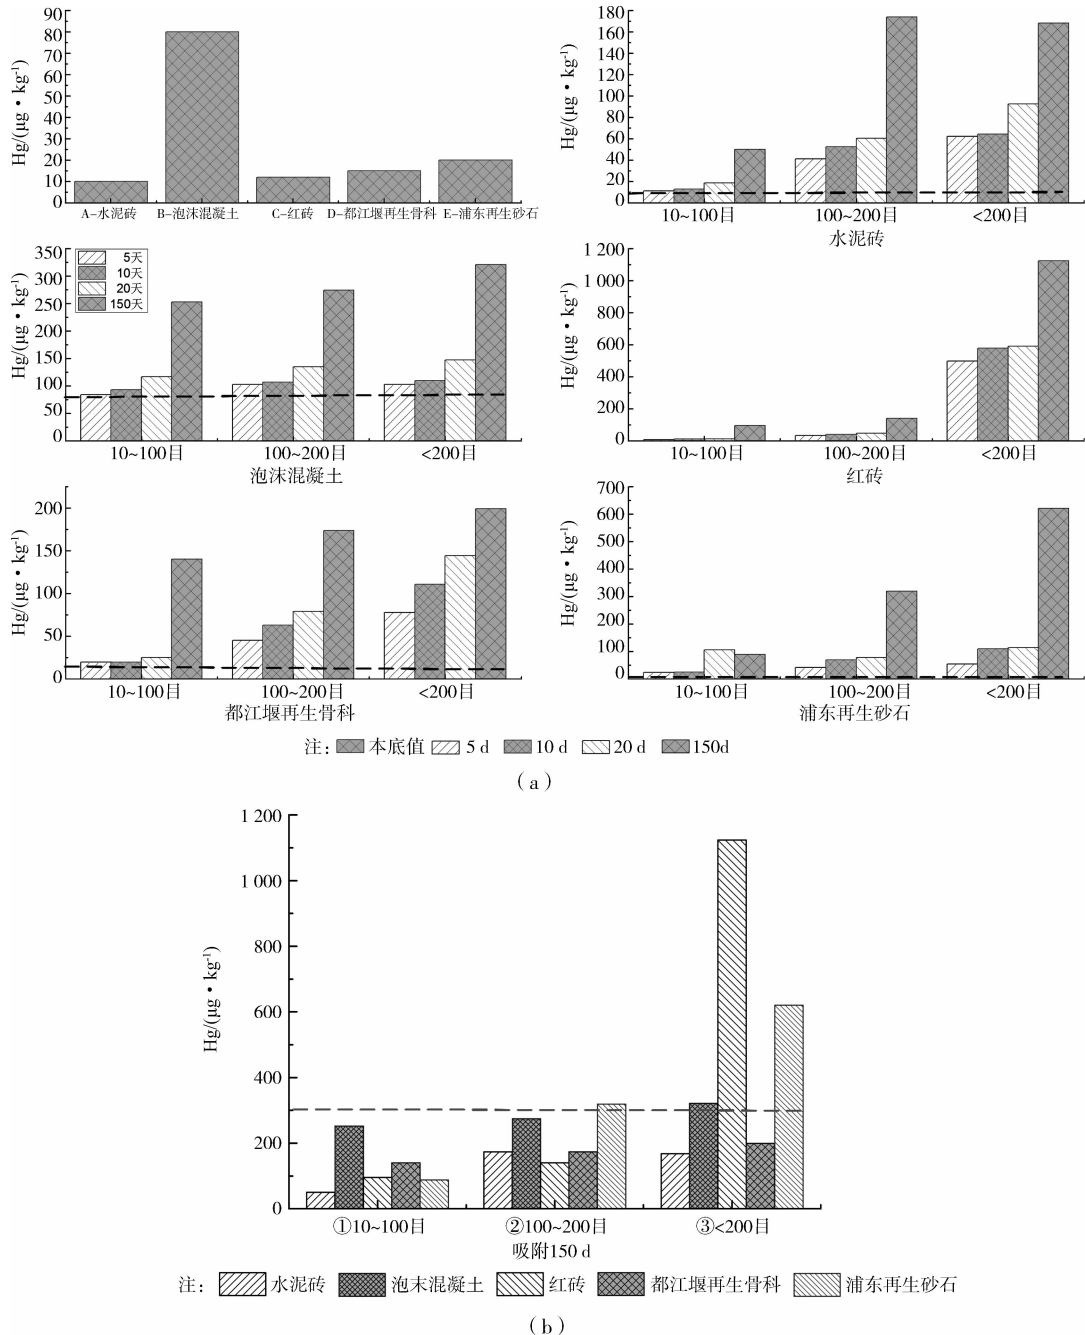 Hg/(μg·kg⁻¹)
90
80
70
60
50
40
30
20
10
0
A-水泥砖 B-泡沫混凝土 C-红砖 D-都江堰再生骨科 E-浦东再生砂石
Hg/(μg·kg⁻¹)
180
160
140
120
100
80
60
40
20
0
10~100目 100~200目 <200目
水泥砖
Hg/(μg·kg⁻¹)
350
300
250
200
150
100
50
0
5天
10天
20天
150天
10~100目 100~200目 <200目
泡沫混凝土
Hg/(μg·kg⁻¹)
1 200
1 000
800
600
400
200
0
10~100目 100~200目 <200目
红砖
Hg/(μg·kg⁻¹)
200
150
100
50
0
10~100目 100~200目 <200目
都江堰再生骨科
Hg/(μg·kg⁻¹)
700
600
500
400
300
200
100
0
10~100目 100~200目 <200目
浦东再生砂石
注: 本底值 5 d 10 d 20 d 150d
(a)
Hg/(μg·kg⁻¹)
1 200
1 000
800
600
400
200
0
①10~100目 ②100~200目 ③<200目
吸附150 d
注: 水泥砖 泡末混凝土 红砖 都江堰再生骨科 浦东再生砂石
(b)